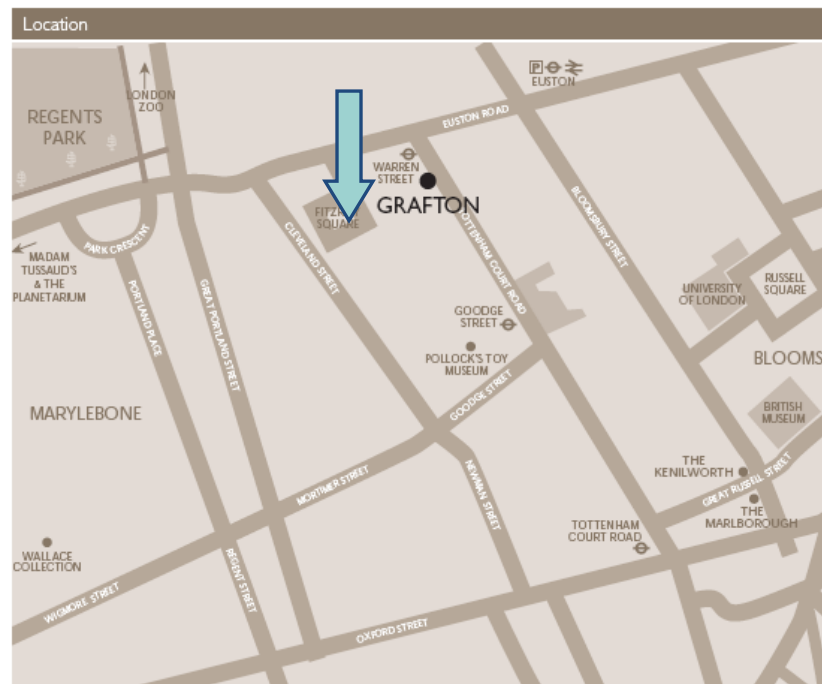 Location
P
EUSTON
LONDON
ZOO
REGENTS
PARK
EUSTON ROAD
WARREN
STREET
GRAFTON
FITZROY
SQUARE
TOTTENHAM COURT ROAD
BLOOMSBURY STREET
CLEVELAND STREET
PARK CRESCENT
MADAM
TUSSAUD'S
& THE
PLANETARIUM
PORTLAND PLACE
GREAT PORTLAND STREET
UNIVERSITY
OF LONDON
RUSSELL
SQUARE
GOODGE
STREET
POLLOCK'S TOY
MUSEUM
BLOOMS
GOODGE STREET
MARYLEBONE
BRITISH
MUSEUM
MORTIMER STREET
NEWMAN STREET
THE
KENILWORTH
GREAT RUSSELL STREET
THE
MARLBOROUGH
TOTTENHAM
COURT ROAD
WALLACE
COLLECTION
REGENT STREET
WIGMORE STREET
OXFORD STREET